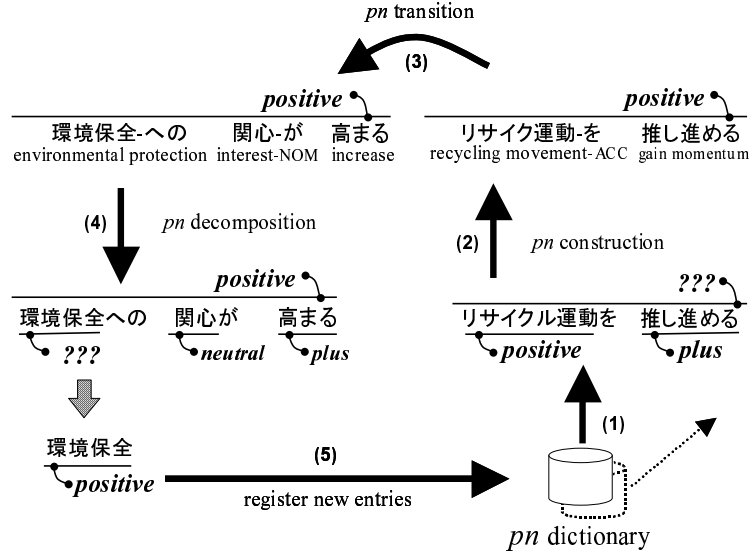 pn transition
(3)
positive
環境保全-への 関心-が 高まる
environmental protection interest-NOM increase
positive
リサイク運動-を 推し進める
recycling movement-ACC gain momentum
(4)
pn decomposition
(2)
pn construction
positive
環境保全への 関心が 高まる
??? neutral plus
???
リサイクル運動を 推し進める
positive plus
環境保全
positive
(5)
register new entries
(1)
pn dictionary